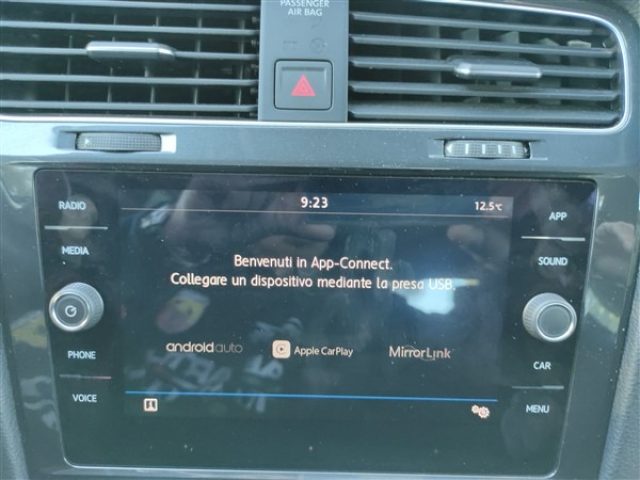 PASSENGER
AIR BAG
RADIO
9:23
12.5°C
APP
MEDIA
SOUND
Benvenuti in App-Connect.
Collegare un dispositivo mediante la presa USB.
PHONE
androidauto
Apple CarPlay
MirrorLink
CAR
VOICE
MENU